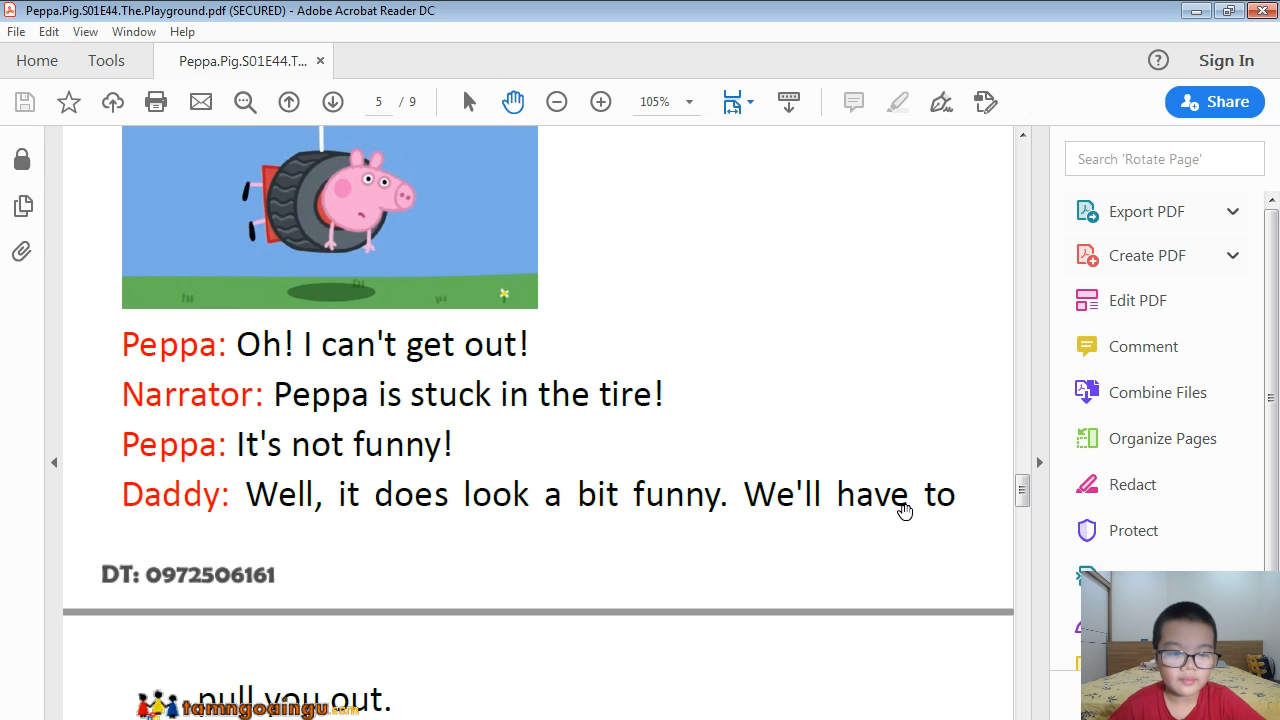 Peppa.Pig.S01E44.The.Playground.pdf (SECURED) - Adobe Acrobat Reader DC
File Edit View Window Help
Home Tools Peppa.Pig.S01E44.T... × Sign In
5 / 9 105% Share
Search 'Rotate Page'
Export PDF
Create PDF
Edit PDF
Comment
Combine Files
Organize Pages
Redact
Protect
Peppa: Oh! I can't get out!
Narrator: Peppa is stuck in the tire!
Peppa: It's not funny!
Daddy: Well, it does look a bit funny. We'll have to
DT: 0972506161
pull you out.
tamngoaingu.com